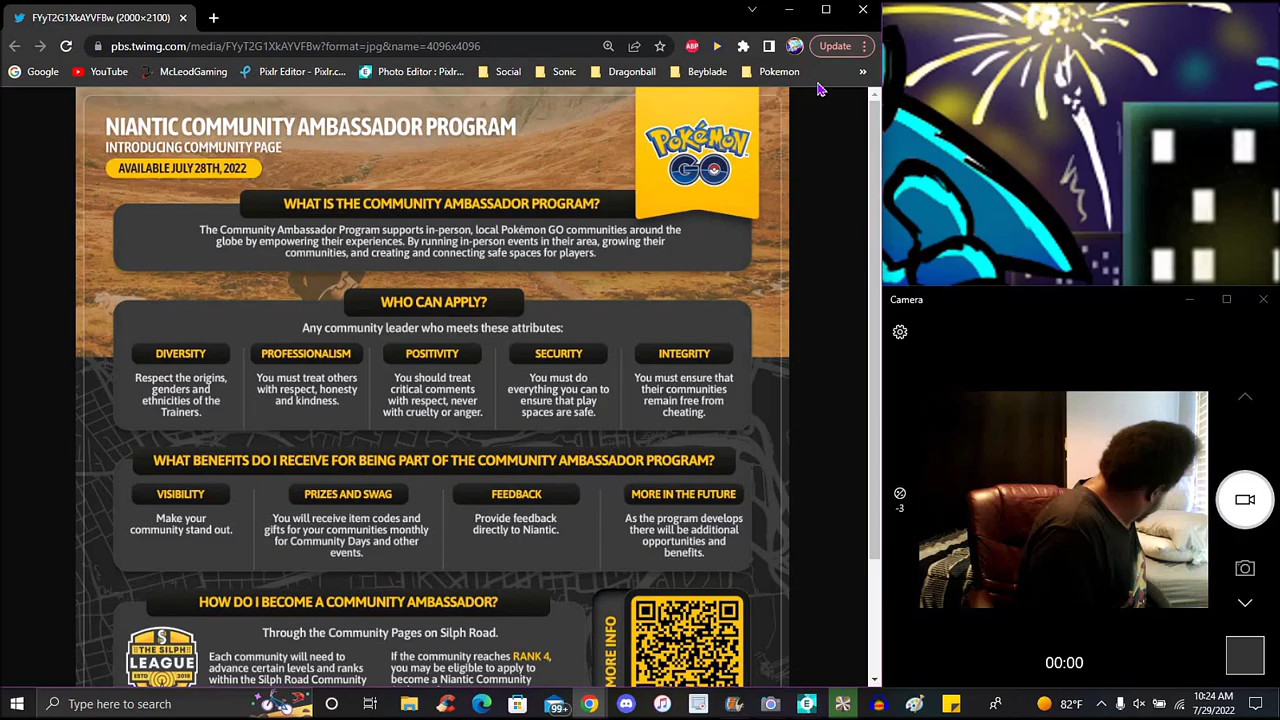 FYyT2G1XkAYVFBw (2000×2100)
pbs.twimg.com/media/FYyT2G1XkAYVFBw?format=jpg&name=4096x4096
ABP
Update
Google
YouTube
McLeodGaming
Pixlr Editor - Pixlr.c...
Photo Editor : Pixlr...
Social
Sonic
Dragonball
Beyblade
Pokemon
»
NIANTIC COMMUNITY AMBASSADOR PROGRAM
INTRODUCING COMMUNITY PAGE
AVAILABLE JULY 28TH, 2022
POKÉMON
GO
WHAT IS THE COMMUNITY AMBASSADOR PROGRAM?
The Community Ambassador Program supports in-person, local Pokémon GO communities around the
globe by empowering their experiences. By running in-person events in their area, growing their
communities, and creating and connecting safe spaces for players.
WHO CAN APPLY?
Any community leader who meets these attributes:
DIVERSITY
Respect the origins,
genders and
ethnicities of the
Trainers.
PROFESSIONALISM
You must treat others
with respect, honesty
and kindness.
POSITIVITY
You should treat
critical comments
with respect, never
with cruelty or anger.
SECURITY
You must do
everything you can to
ensure that play
spaces are safe.
INTEGRITY
You must ensure that
their communities
remain free from
cheating.
WHAT BENEFITS DO I RECEIVE FOR BEING PART OF THE COMMUNITY AMBASSADOR PROGRAM?
VISIBILITY
Make your
community stand out.
PRIZES AND SWAG
You will receive item codes and
gifts for your communities monthly
for Community Days and other
events.
FEEDBACK
Provide feedback
directly to Niantic.
MORE IN THE FUTURE
As the program develops
there will be additional
opportunities and
benefits.
HOW DO I BECOME A COMMUNITY AMBASSADOR?
Through the Community Pages on Silph Road.
THE SILPH
LEAGUE
ESTD 2018
Each community will need to
advance certain levels and ranks
within the Silph Road Community
If the community reaches RANK 4,
you may be eligible to apply to
become a Niantic Community
MORE INFO
Camera
-3
00:00
Type here to search
99+
82°F
10:24 AM
7/29/2022